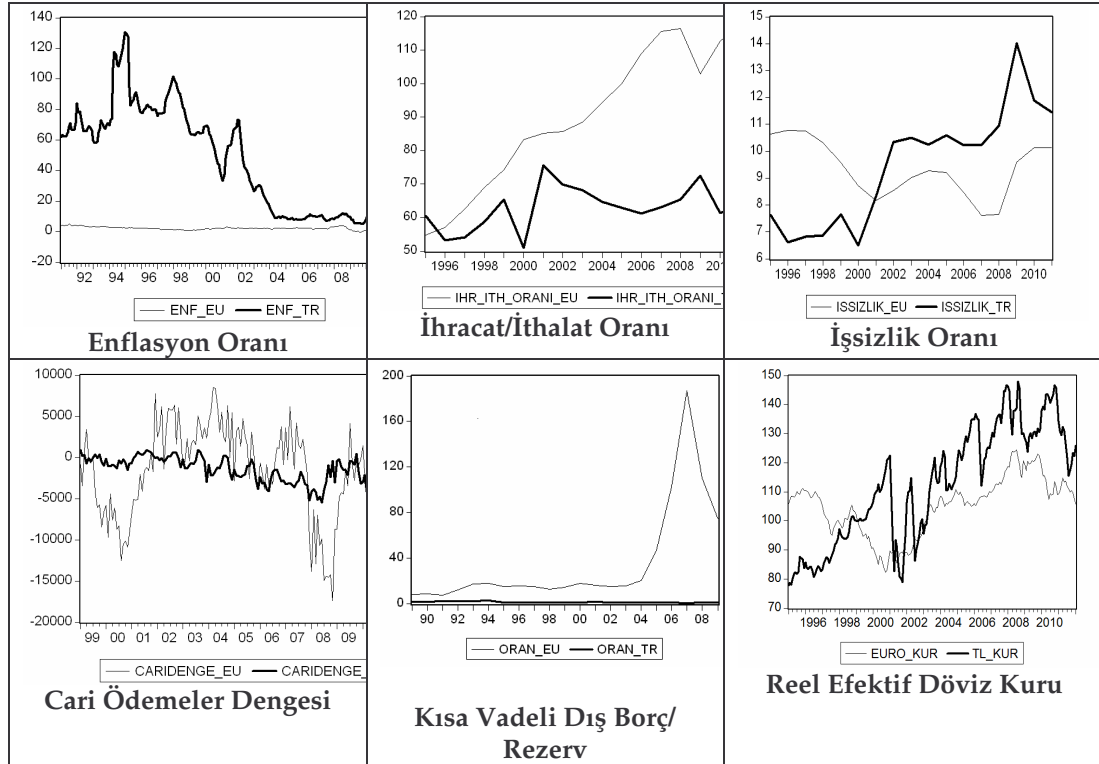 140
120
100
80
60
40
20
0
-20
92 94 96 98 00 02 04 06 08
ENF_EU ENF_TR
Enflasyon Oranı
120
110
100
90
80
70
60
50
1996 1998 2000 2002 2004 2006 2008 201
IHR_ITH_ORANI_EU IHR_ITH_ORANI_T
İhracat/İthalat Oranı
15
14
13
12
11
10
9
8
7
6
1996 1998 2000 2002 2004 2006 2008 2010
ISSIZLIK_EU ISSIZLIK_TR
İşsizlik Oranı
10000
5000
0
-5000
-10000
-15000
-20000
99 00 01 02 03 04 05 06 07 08 09
CARIDENGE_EU CARIDENGE_
Cari Ödemeler Dengesi
200
160
120
80
40
0
90 92 94 96 98 00 02 04 06 08
ORAN_EU ORAN_TR
Kısa Vadeli Dış Borç/
Rezerv
150
140
130
120
110
100
90
80
70
1996 1998 2000 2002 2004 2006 2008 2010
EURO_KUR TL_KUR
Reel Efektif Döviz Kuru